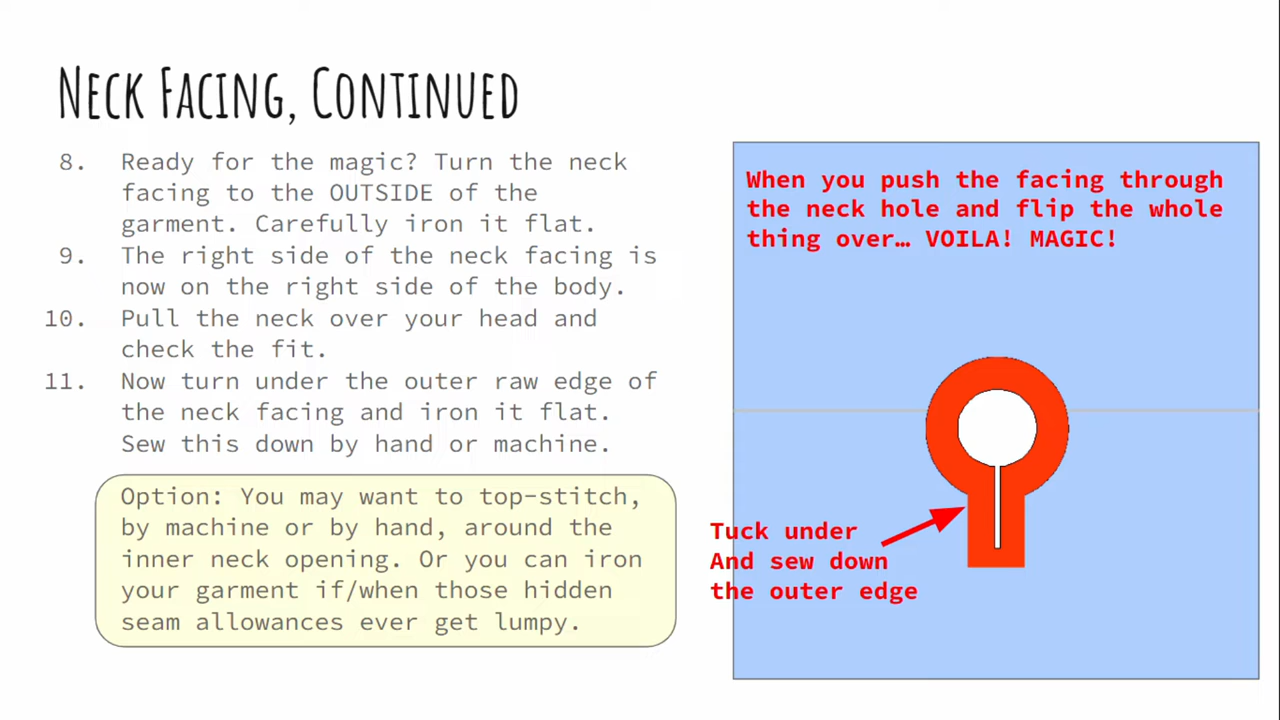 Neck Facing, Continued
8. Ready for the magic? Turn the neck
facing to the OUTSIDE of the
garment. Carefully iron it flat.
9. The right side of the neck facing is
now on the right side of the body.
10. Pull the neck over your head and
check the fit.
11. Now turn under the outer raw edge of
the neck facing and iron it flat.
Sew this down by hand or machine.
Option: You may want to top-stitch,
by machine or by hand, around the
inner neck opening. Or you can iron
your garment if/when those hidden
seam allowances ever get lumpy.
When you push the facing through
the neck hole and flip the whole
thing over… VOILA! MAGIC!
Tuck under
And sew down
the outer edge